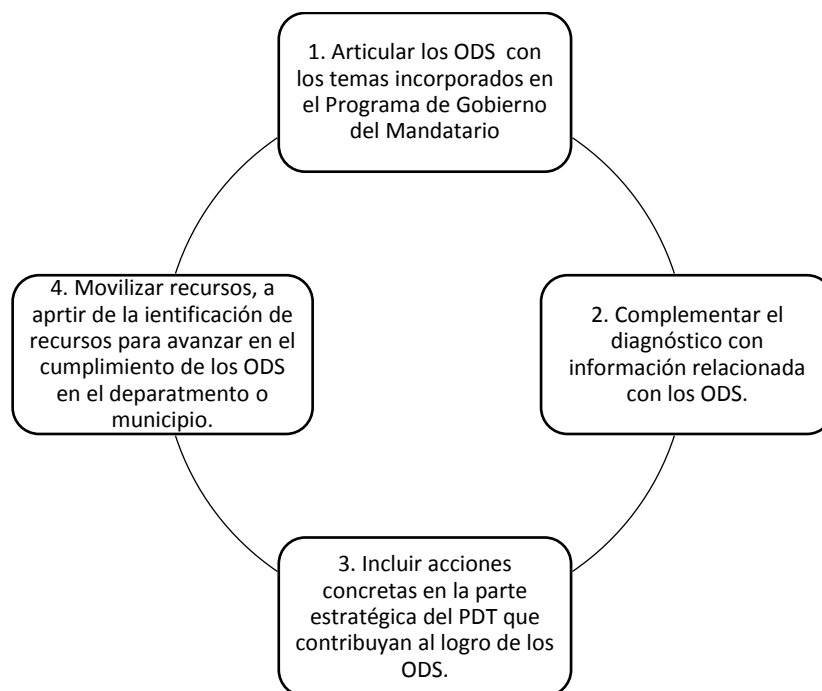 1. Articular los ODS con
los temas incorporados en
el Programa de Gobierno
del Mandatario
2. Complementar el
diagnóstico con
información relacionada
con los ODS.
3. Incluir acciones
concretas en la parte
estratégica del PDT que
contribuyan al logro de los
ODS.
4. Movilizar recursos, a
aprtir de la ientificación de
recursos para avanzar en el
cumplimiento de los ODS
en el deparatmento o
municipio.